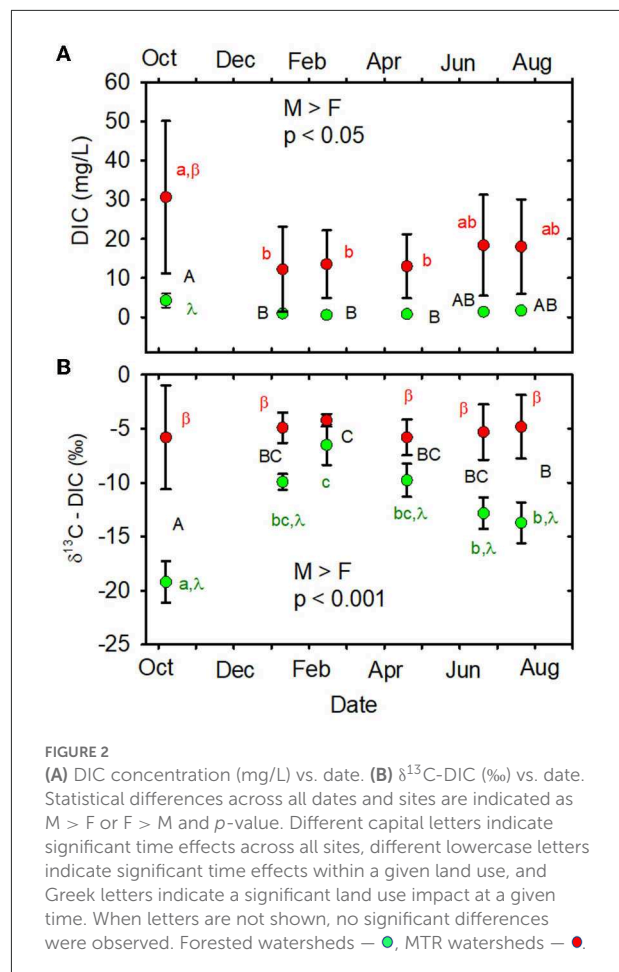 Oct Dec Feb Apr Jun Aug
A
60
50
40
30
20
10
0
DIC (mg/L)
M > F
p < 0.05
a,β
A
λ
b
B
b
B
b
B
ab
AB
ab
AB
B
0
-5
-10
-15
-20
-25
δ¹³C - DIC (‰)
β
A
a,λ
β
BC
bc,λ
C
c
β
BC
bc,λ
β
BC
b,λ
β
B
b,λ
M > F
p < 0.001
Oct Dec Feb Apr Jun Aug
Date
FIGURE 2
(A) DIC concentration (mg/L) vs. date. (B) δ¹³C-DIC (‰) vs. date.
Statistical differences across all dates and sites are indicated as
M > F or F > M and p-value. Different capital letters indicate
significant time effects across all sites, different lowercase letters
indicate significant time effects within a given land use, and
Greek letters indicate a significant land use impact at a given
time. When letters are not shown, no significant differences
were observed. Forested watersheds — ●, MTR watersheds — ●.